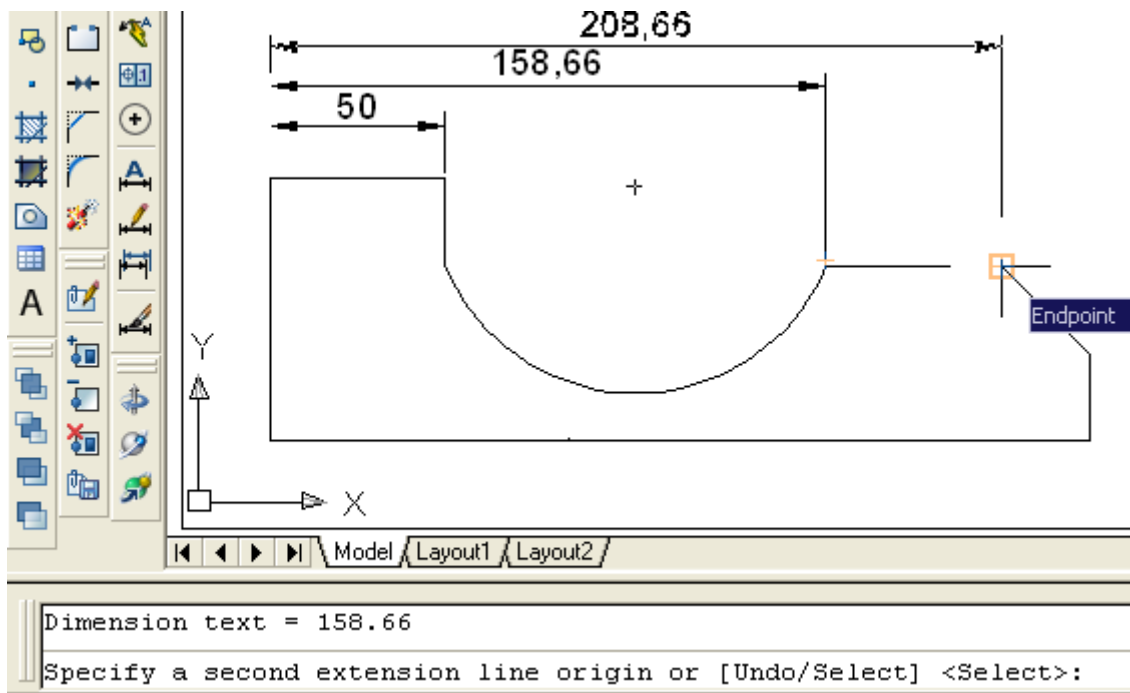 208,66
158,66
50
Endpoint
Y
X
A
A
A
1
Model Layout1 Layout2
Dimension text = 158.66
Specify a second extension line origin or [Undo/Select] <Select>: